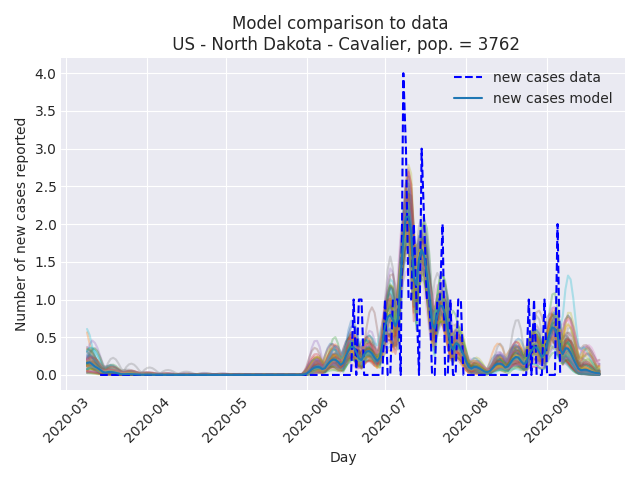 Model comparison to data
US - North Dakota - Cavalier, pop. = 3762
new cases data
new cases model
Number of new cases reported
4.0
3.5
3.0
2.5
2.0
1.5
1.0
0.5
0.0
2020-03
2020-04
2020-05
2020-06
2020-07
2020-08
2020-09
Day